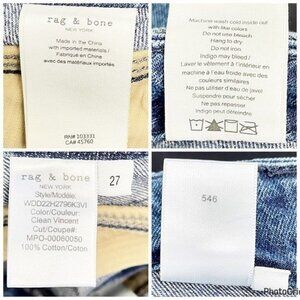 rag & bone
NEW YORK
Made in the China
with imported materials /
Fabriqué en Chine
avec des matériaux importés
RN# 103331
CA# 45760
Machine wash cold inside out
with like colors
Do not use bleach
Hang to dry
Do not iron
Indigo may bleed/
Laver le vêtement à l'intérieur en
machine à l'eau froide avec
des couleurs similaires
Ne pas utiliser d'eau de javel
Suspendre pour sécher
Ne pas repasser
L'indigo peut déteindre
rag & bone
NEW YORK
Style/Modèle:
WDD22H2796K3VI
Color/Couleur:
Clean Vincent
Cut/Coupe#:
MPO-00060050
100% Cotton/Coton
27
546